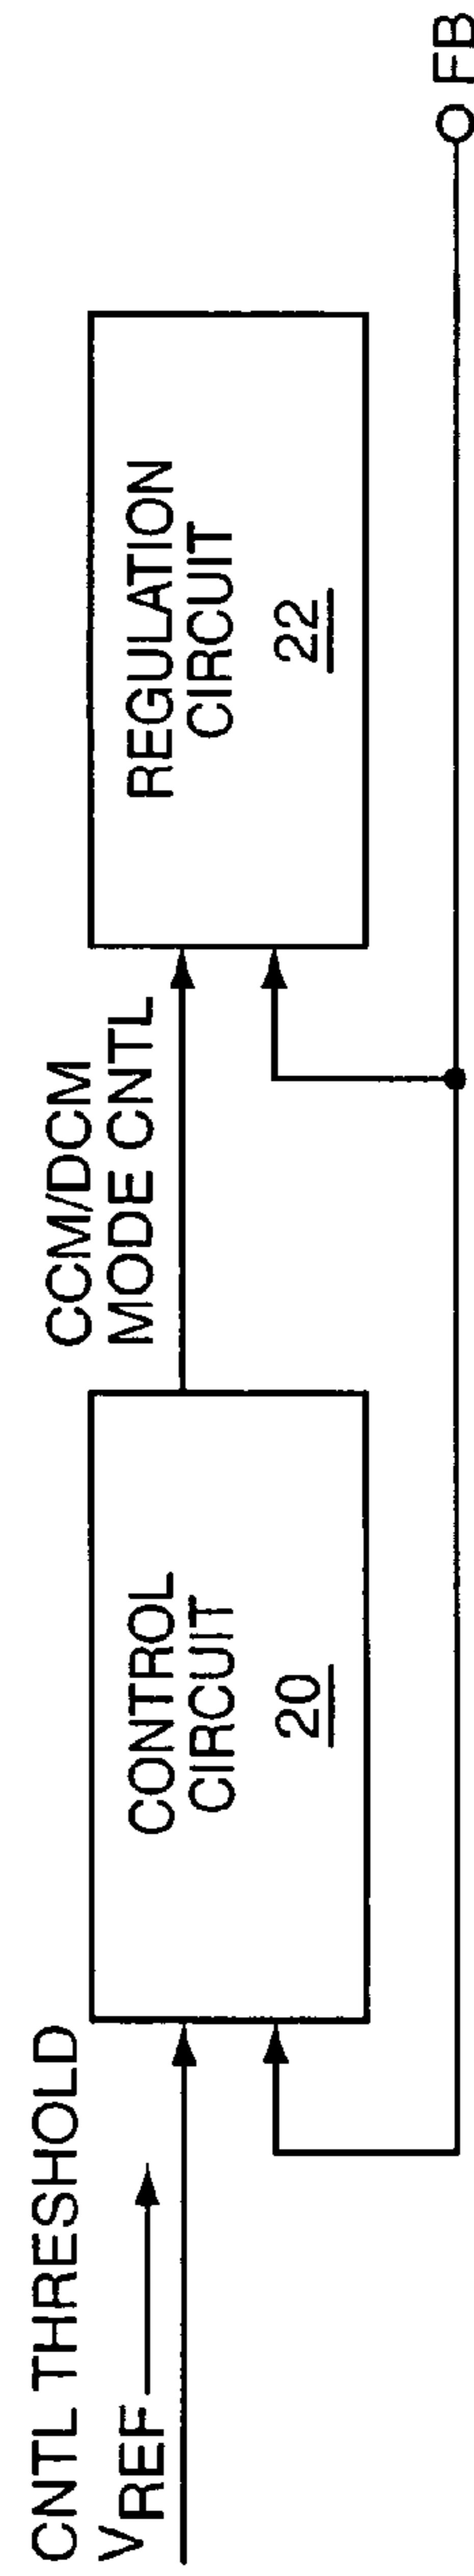 CNTL THRESHOLD
VREF
CONTROL
CIRCUIT
20
CCM/DCM
MODE CNTL
REGULATION
CIRCUIT
22
FB